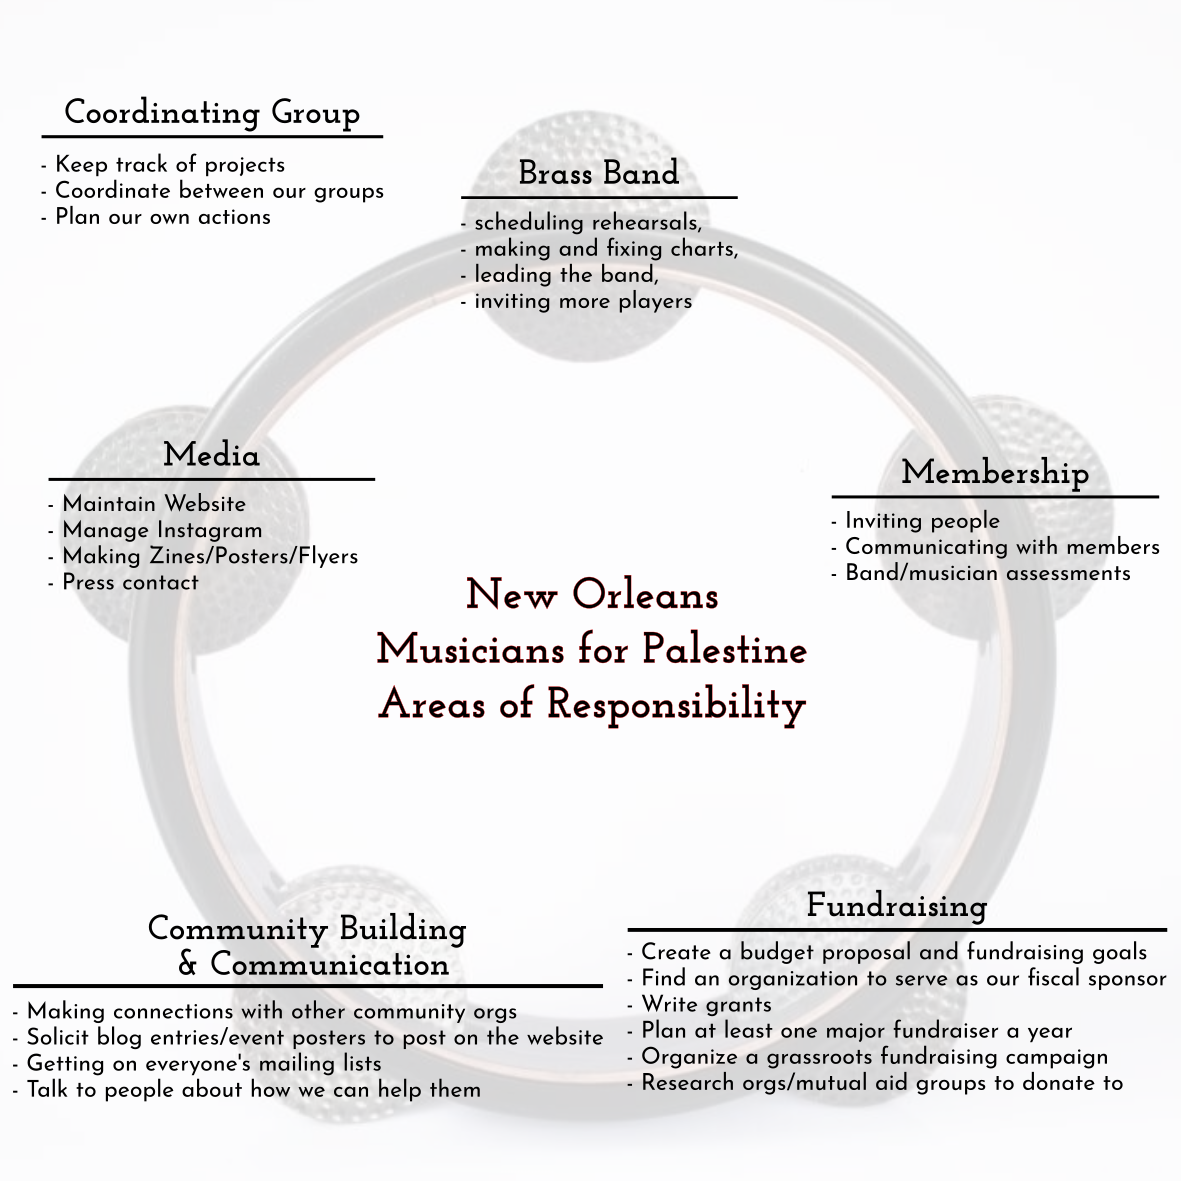 Coordinating Group
- Keep track of projects
- Coordinate between our groups
- Plan our own actions
Brass Band
- scheduling rehearsals,
- making and fixing charts,
- leading the band,
- inviting more players
Media
- Maintain Website
- Manage Instagram
- Making Zines/Posters/Flyers
- Press contact
Membership
- Inviting people
- Communicating with members
- Band/musician assessments
New Orleans
Musicians for Palestine
Areas of Responsibility
Community Building
& Communication
- Making connections with other community orgs
- Solicit blog entries/event posters to post on the website
- Getting on everyone's mailing lists
- Talk to people about how we can help them
Fundraising
- Create a budget proposal and fundraising goals
- Find an organization to serve as our fiscal sponsor
- Write grants
- Plan at least one major fundraiser a year
- Organize a grassroots fundraising campaign
- Research orgs/mutual aid groups to donate to